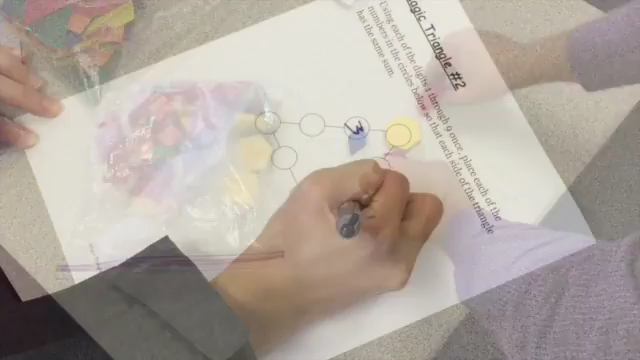 Magic Triangle #2
Using each of the digits 1 through 9 once, place each of the
numbers in the circles below so that each side of the triangle
has the same sum.
3